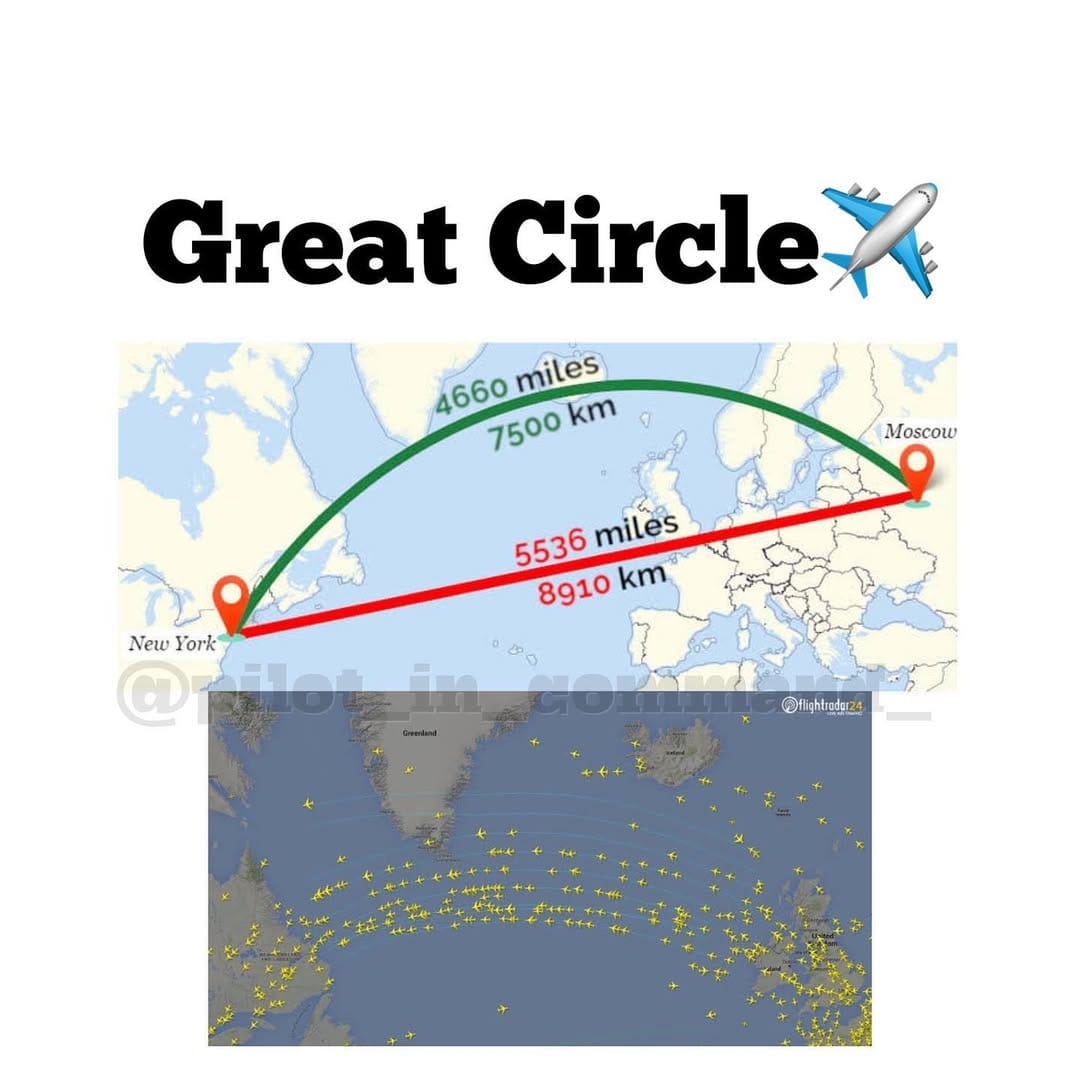 Great Circle
4660 miles
7500 km
Moscow
5536 miles
8910 km
New York
@pilot_in_command_
flightradar24
LIVE AIR TRAFFIC
Greenland
Iceland
United